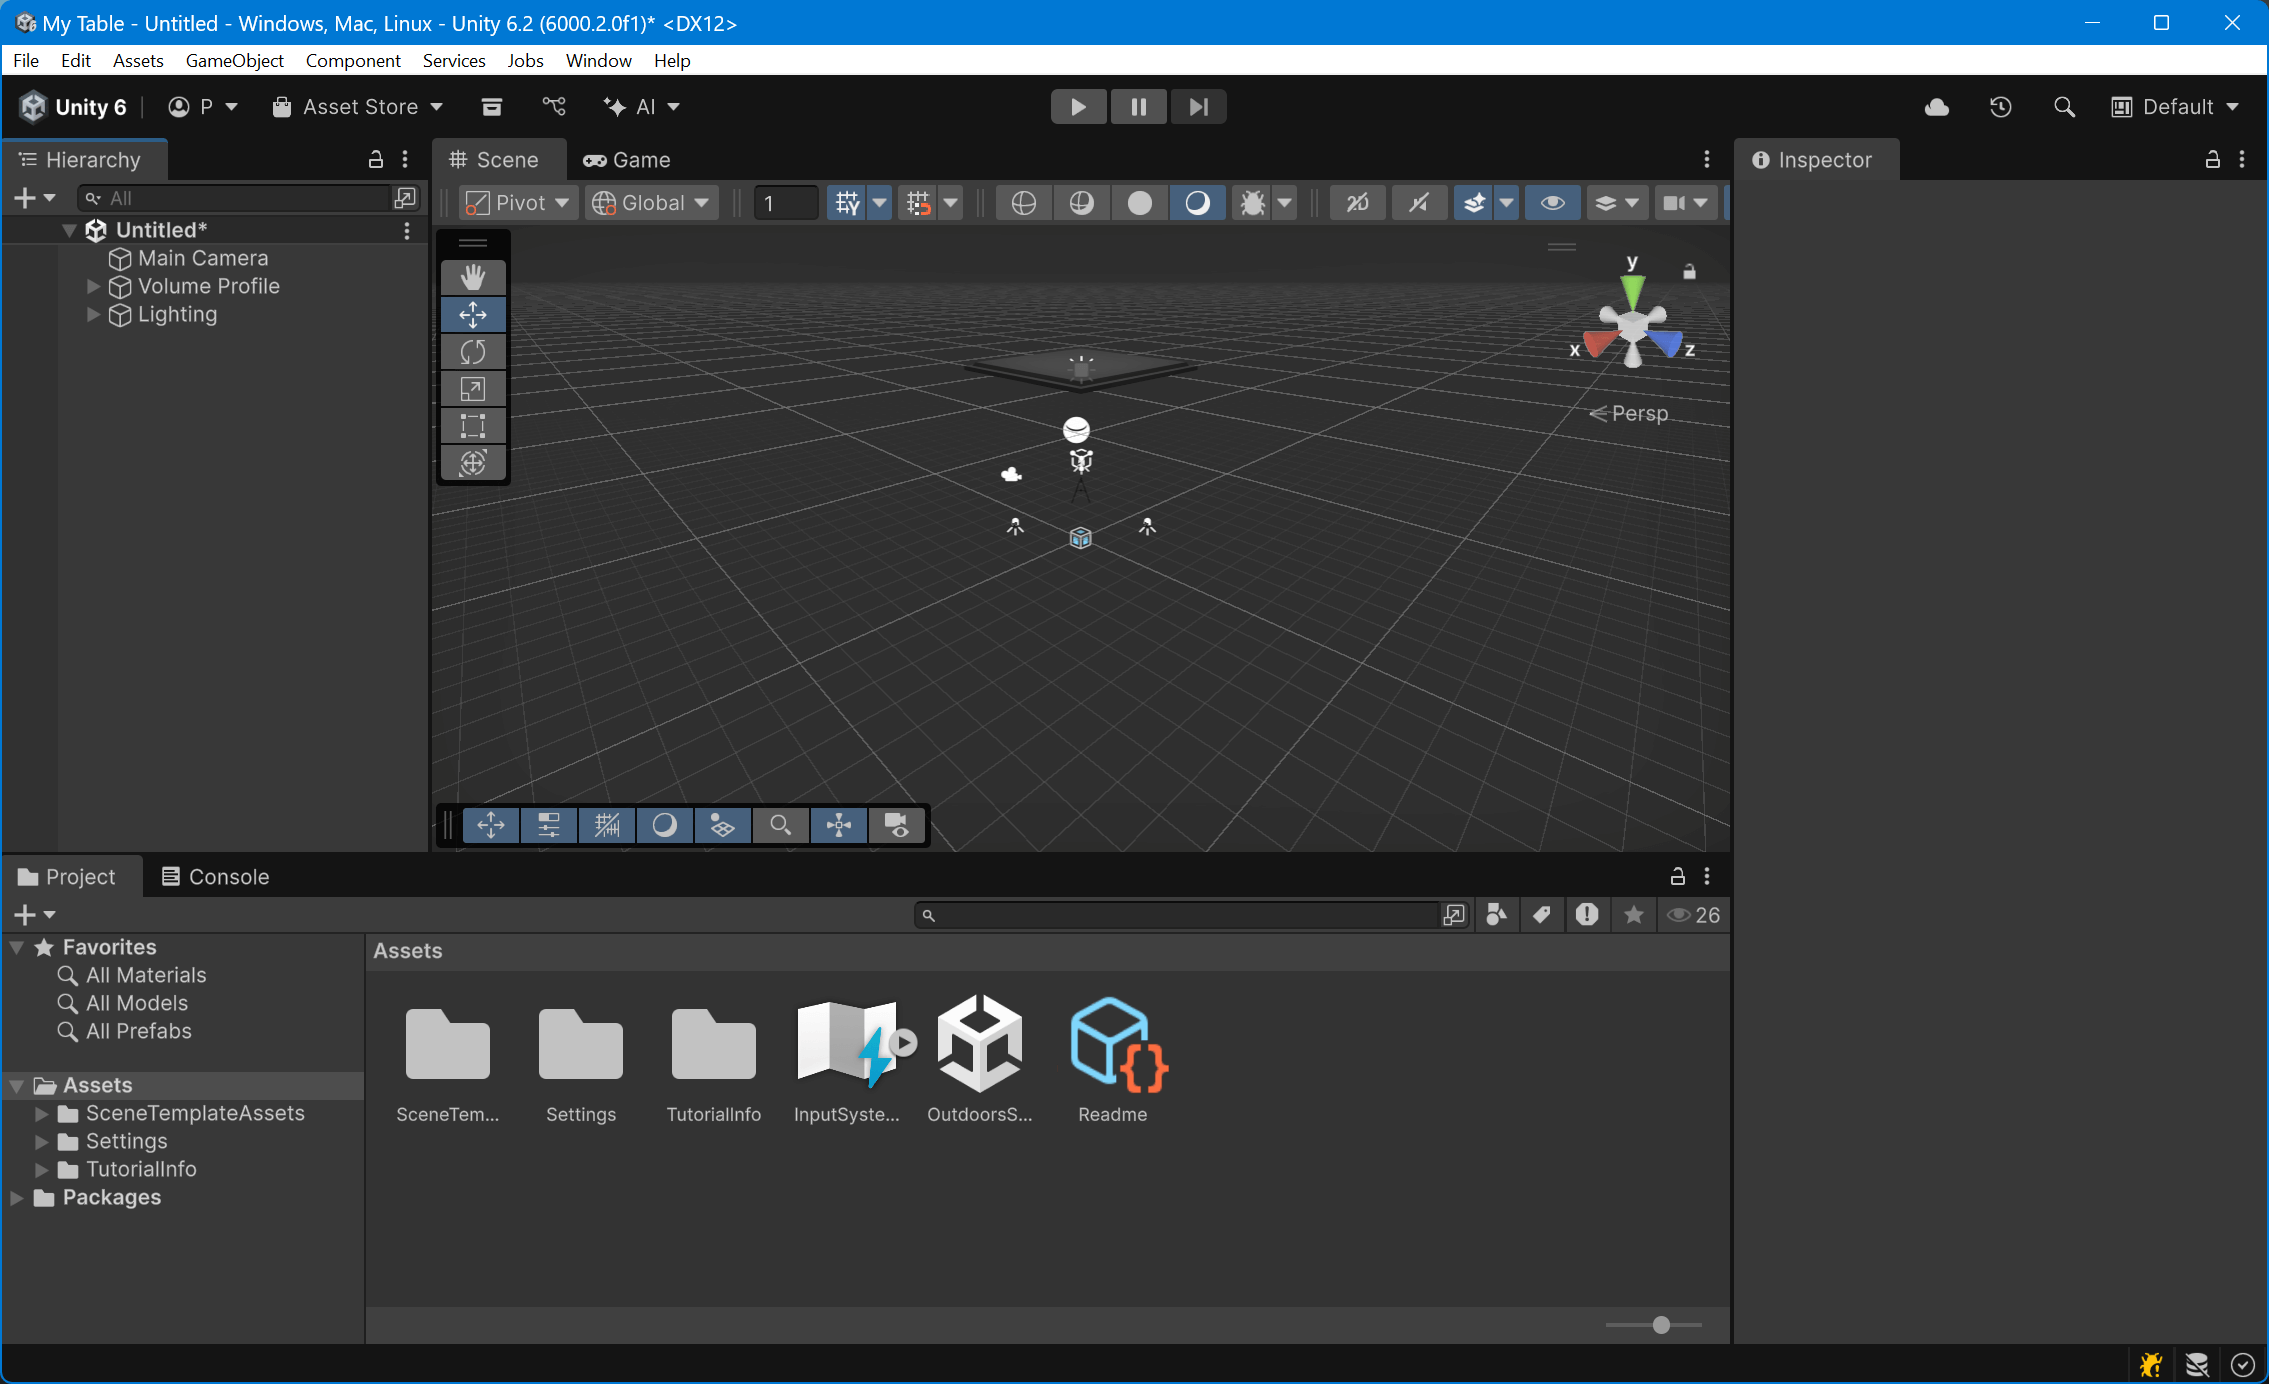 My Table - Untitled - Windows, Mac, Linux - Unity 6.2 (6000.2.0f1)* <DX12>
File Edit Assets GameObject Component Services Jobs Window Help
Unity 6 P Asset Store AI Default
Hierarchy
All
Untitled*
Main Camera
Volume Profile
Lighting
Scene Game
Pivot Global 1 2D
y
x z
Persp
Inspector
Project Console
26
Favorites
All Materials
All Models
All Prefabs
Assets
SceneTemplateAssets
Settings
TutorialInfo
Packages
Assets
SceneTem... Settings TutorialInfo InputSyste... OutdoorsS... Readme